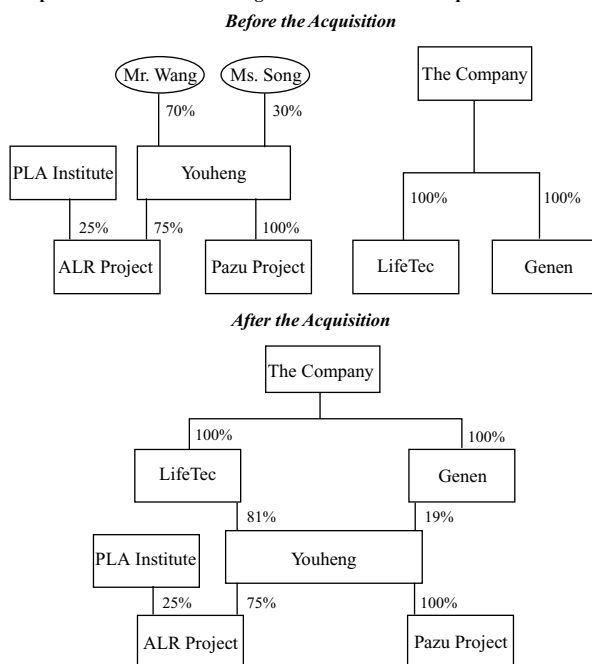 Before the Acquisition
Mr. Wang Ms. Song The Company
70% 30%
PLA Institute Youheng
100% 100%
25% 75% 100%
ALR Project Pazu Project LifeTec Genen
After the Acquisition
The Company
100% 100%
LifeTec Genen
81% 19%
PLA Institute Youheng
25% 75% 100%
ALR Project Pazu Project